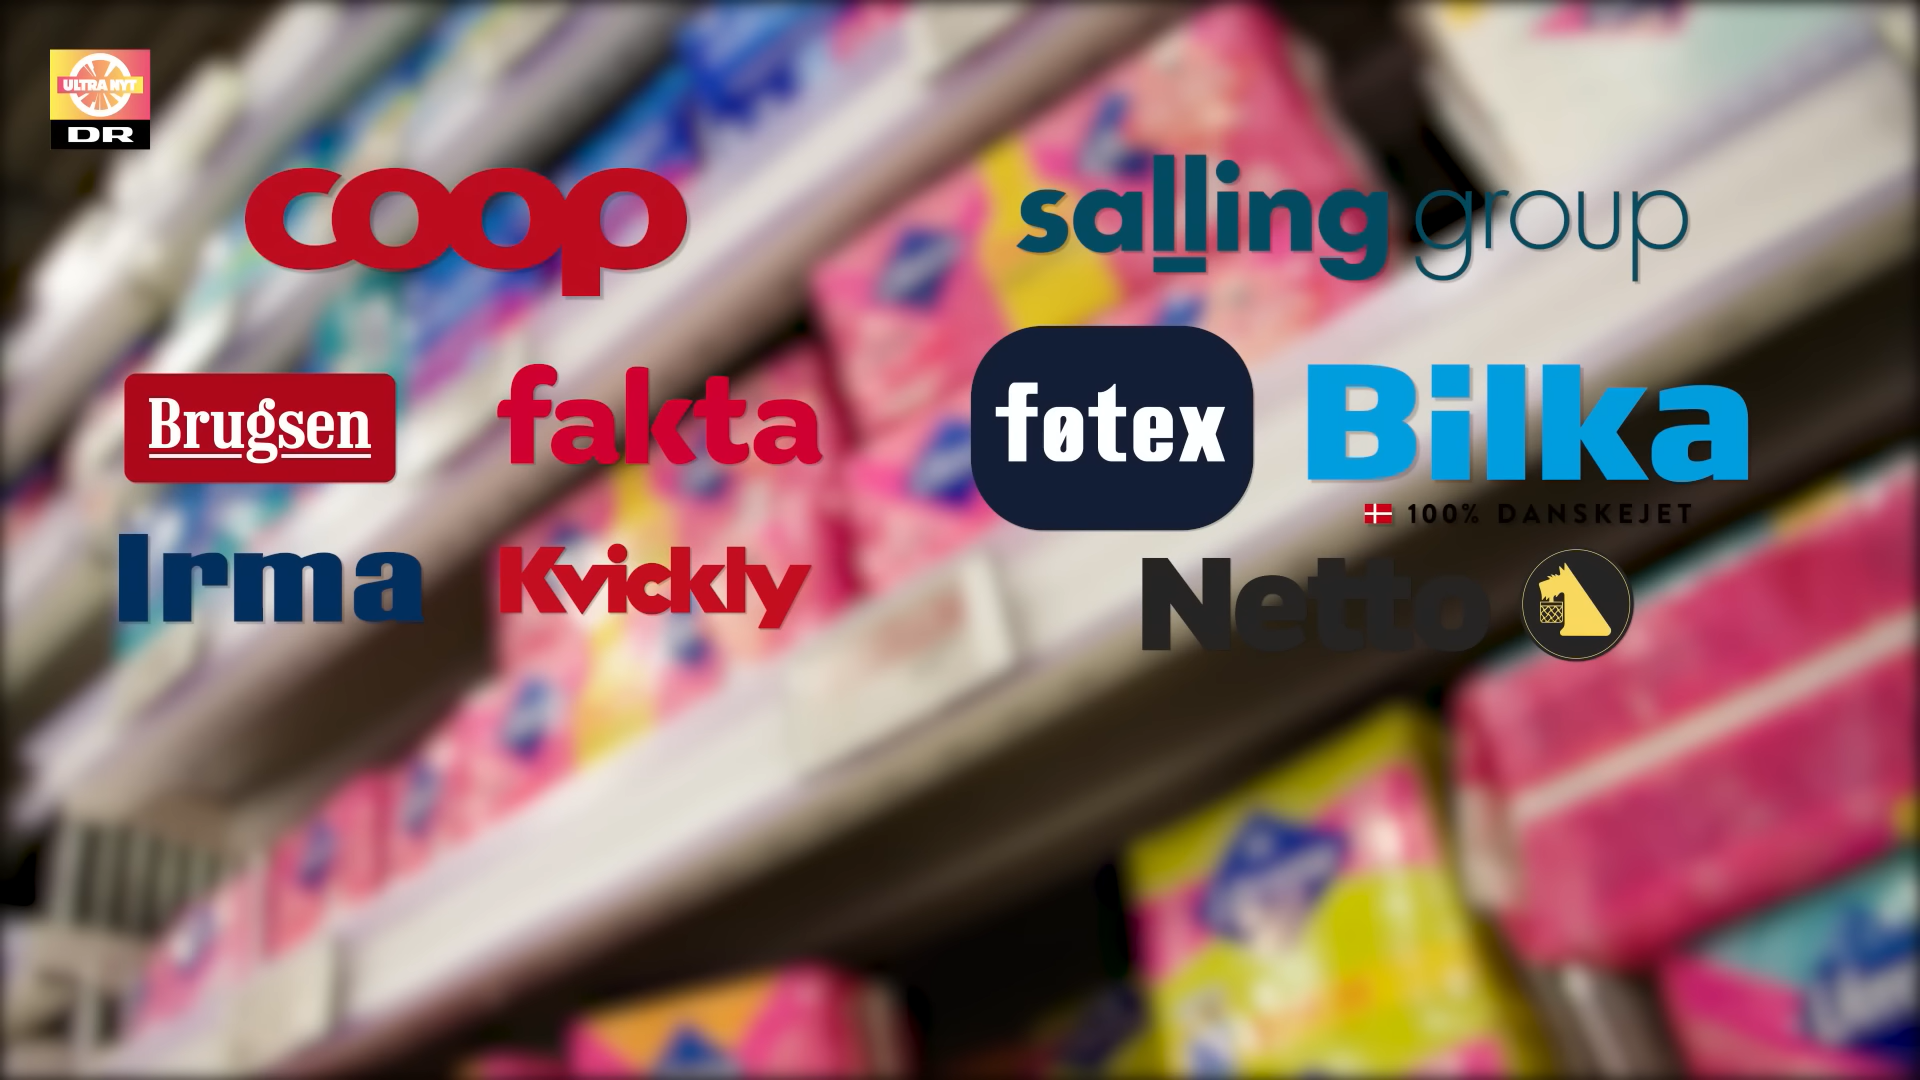 ULTRA NYT
DR
coop
salling group
Brugsen
fakta
føtex
Bilka
100% DANSKEJET
Irma
Kvickly
Netto